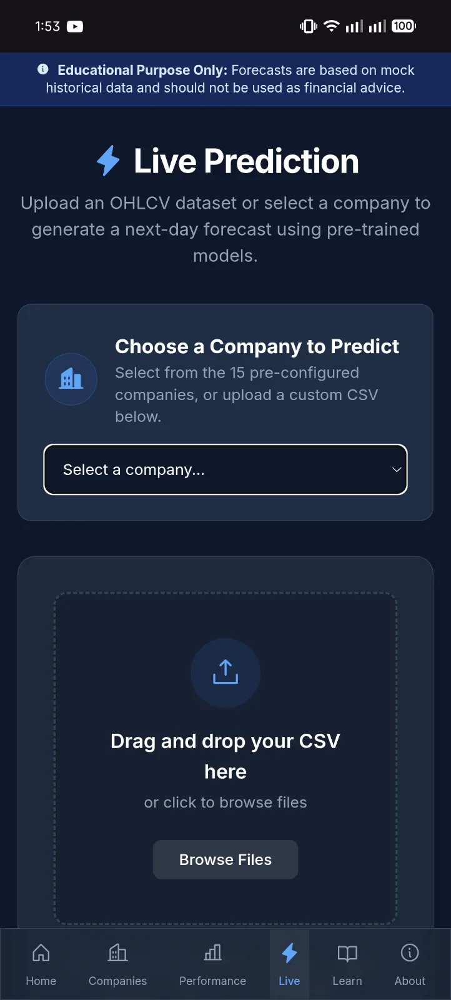 1:53
100
Educational Purpose Only: Forecasts are based on mock
historical data and should not be used as financial advice.
Live Prediction
Upload an OHLCV dataset or select a company to
generate a next-day forecast using pre-trained
models.
Choose a Company to Predict
Select from the 15 pre-configured
companies, or upload a custom CSV
below.
Select a company...
Drag and drop your CSV
here
or click to browse files
Browse Files
Home
Companies
Performance
Live
Learn
About